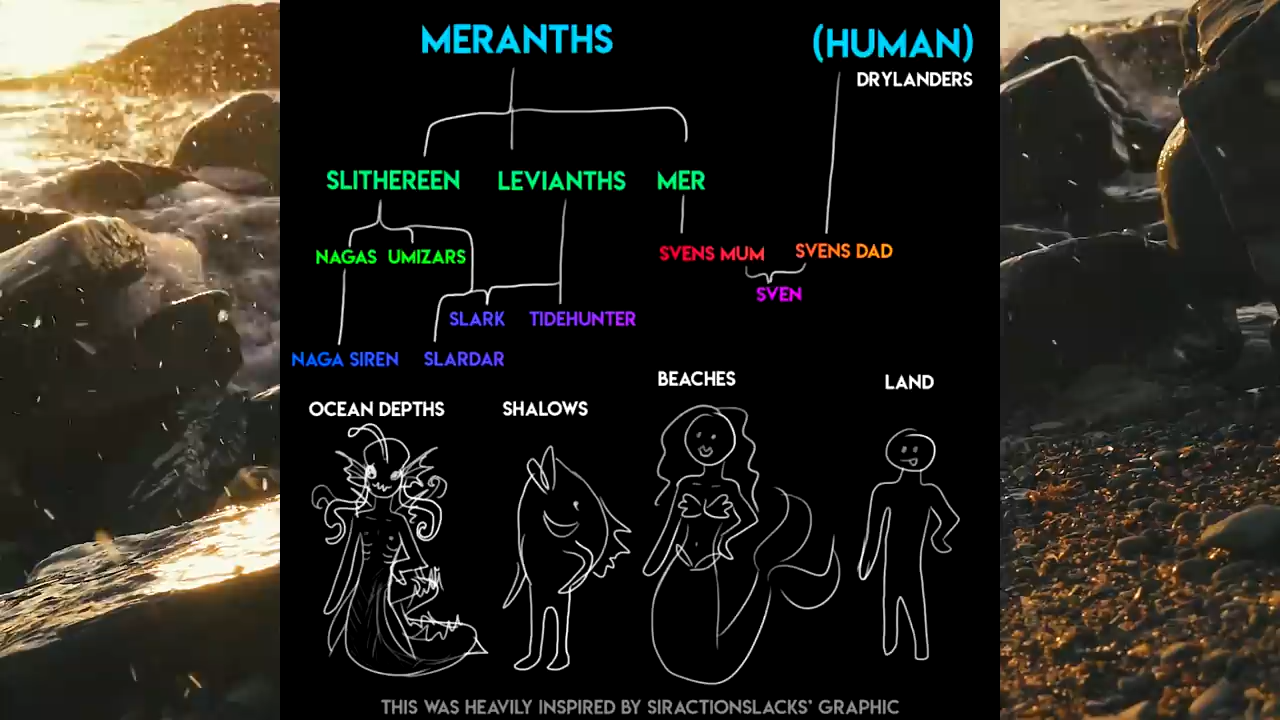 MERANTHS
(HUMAN)
DRYLANDERS
SLITHEREEN
LEVIANTHS
MER
NAGAS
UMIZARS
SVENS MUM
SVENS DAD
SVEN
SLARK
TIDEHUNTER
NAGA SIREN
SLARDAR
BEACHES
LAND
OCEAN DEPTHS
SHALOWS
THIS WAS HEAVILY INSPIRED BY SIRACTIONSLACKS' GRAPHIC